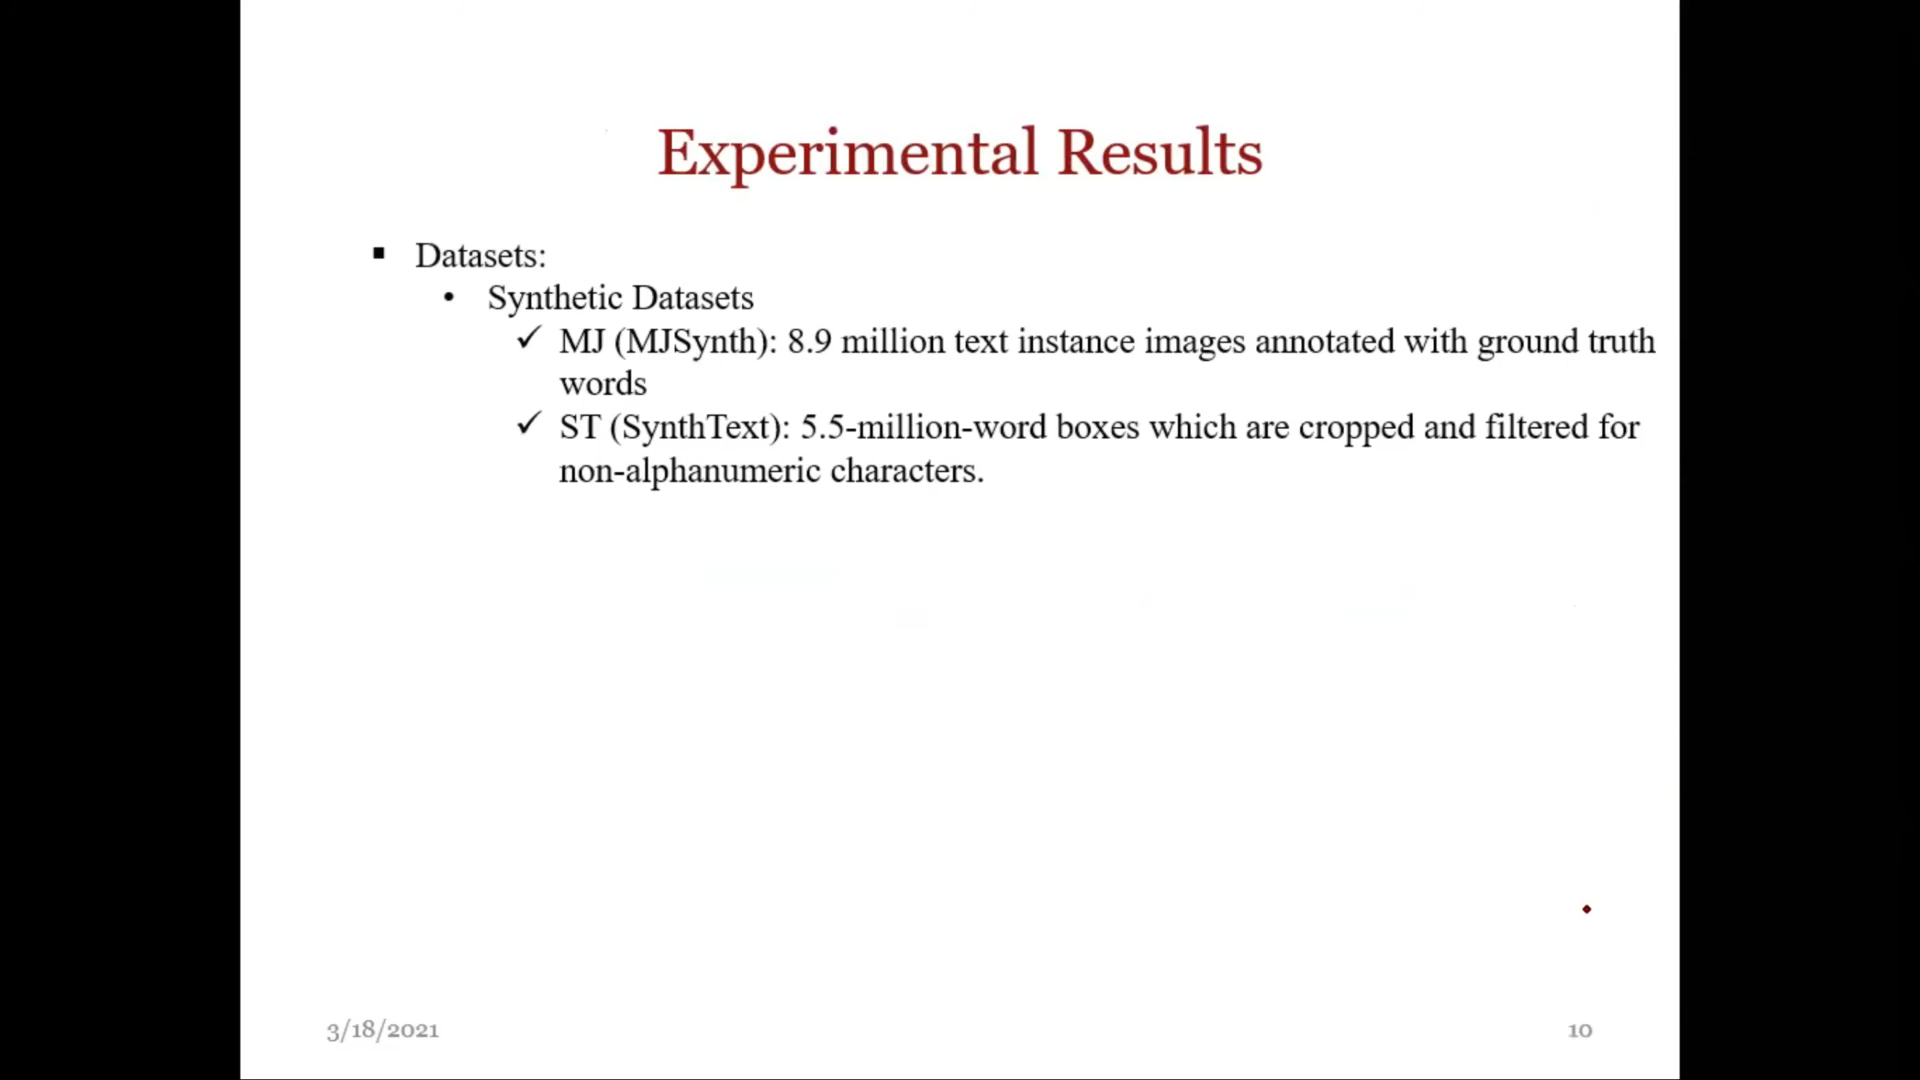 Experimental Results
▪ Datasets:
• Synthetic Datasets
✓ MJ (MJSynth): 8.9 million text instance images annotated with ground truth
words
✓ ST (SynthText): 5.5-million-word boxes which are cropped and filtered for
non-alphanumeric characters.
3/18/2021
10